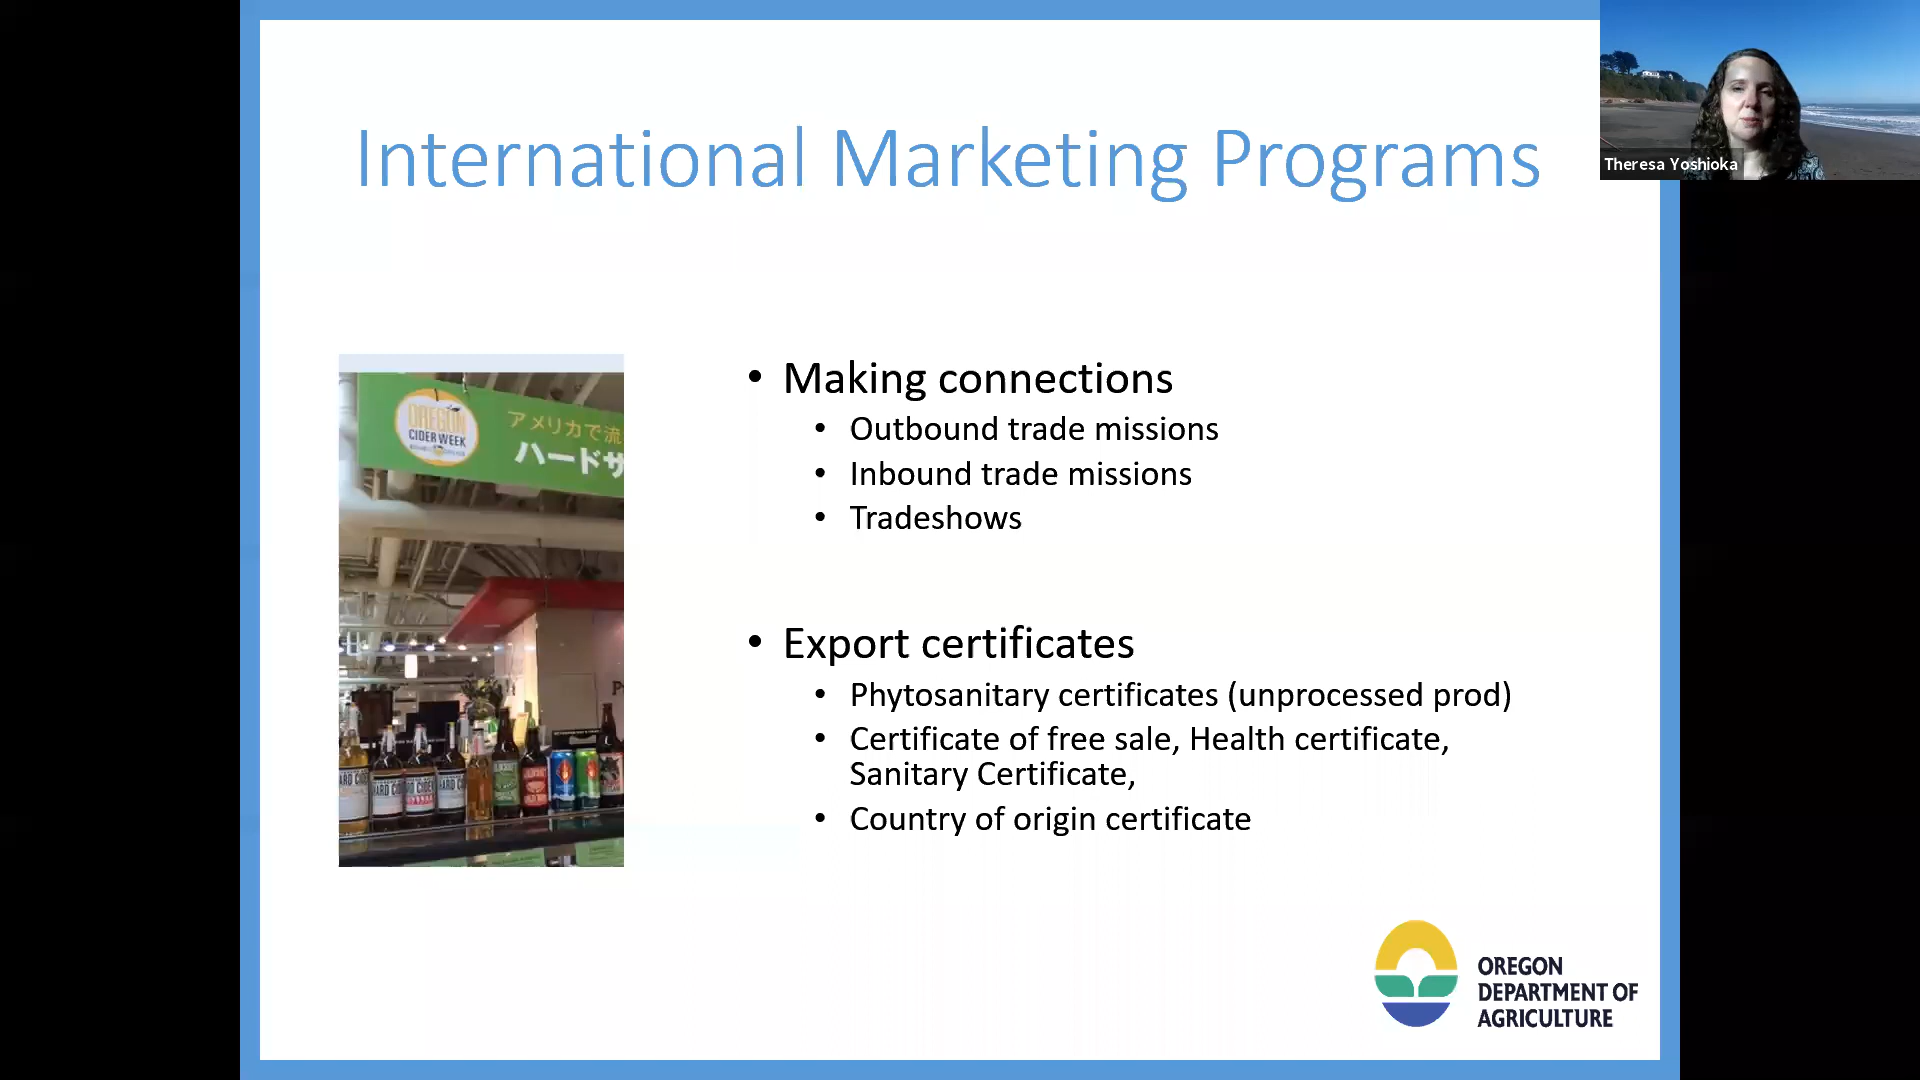 International Marketing Programs
Theresa Yoshioka
OREGON
CIDER WEEK
アメリカで流
ハードサ
HARD CIDER
• Making connections
• Outbound trade missions
• Inbound trade missions
• Tradeshows
• Export certificates
• Phytosanitary certificates (unprocessed prod)
• Certificate of free sale, Health certificate,
Sanitary Certificate,
• Country of origin certificate
OREGON
DEPARTMENT OF
AGRICULTURE